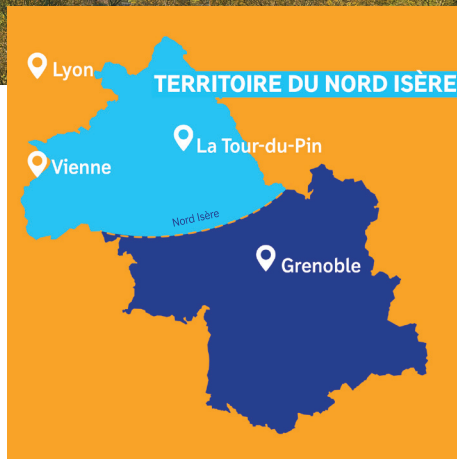 Lyon
TERRITOIRE DU NORD ISÈRE
La Tour-du-Pin
Vienne
Nord Isère
Grenoble